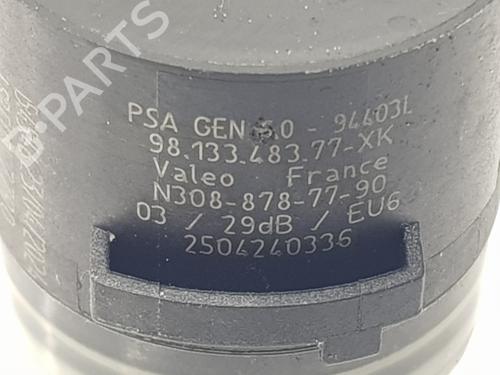 B-PARTS
PSA GEN 5.0 - 94403L
98.133.483.77-XK
Valeo France
N308-878-77-90
03 / 29dB / EU6
2504240336